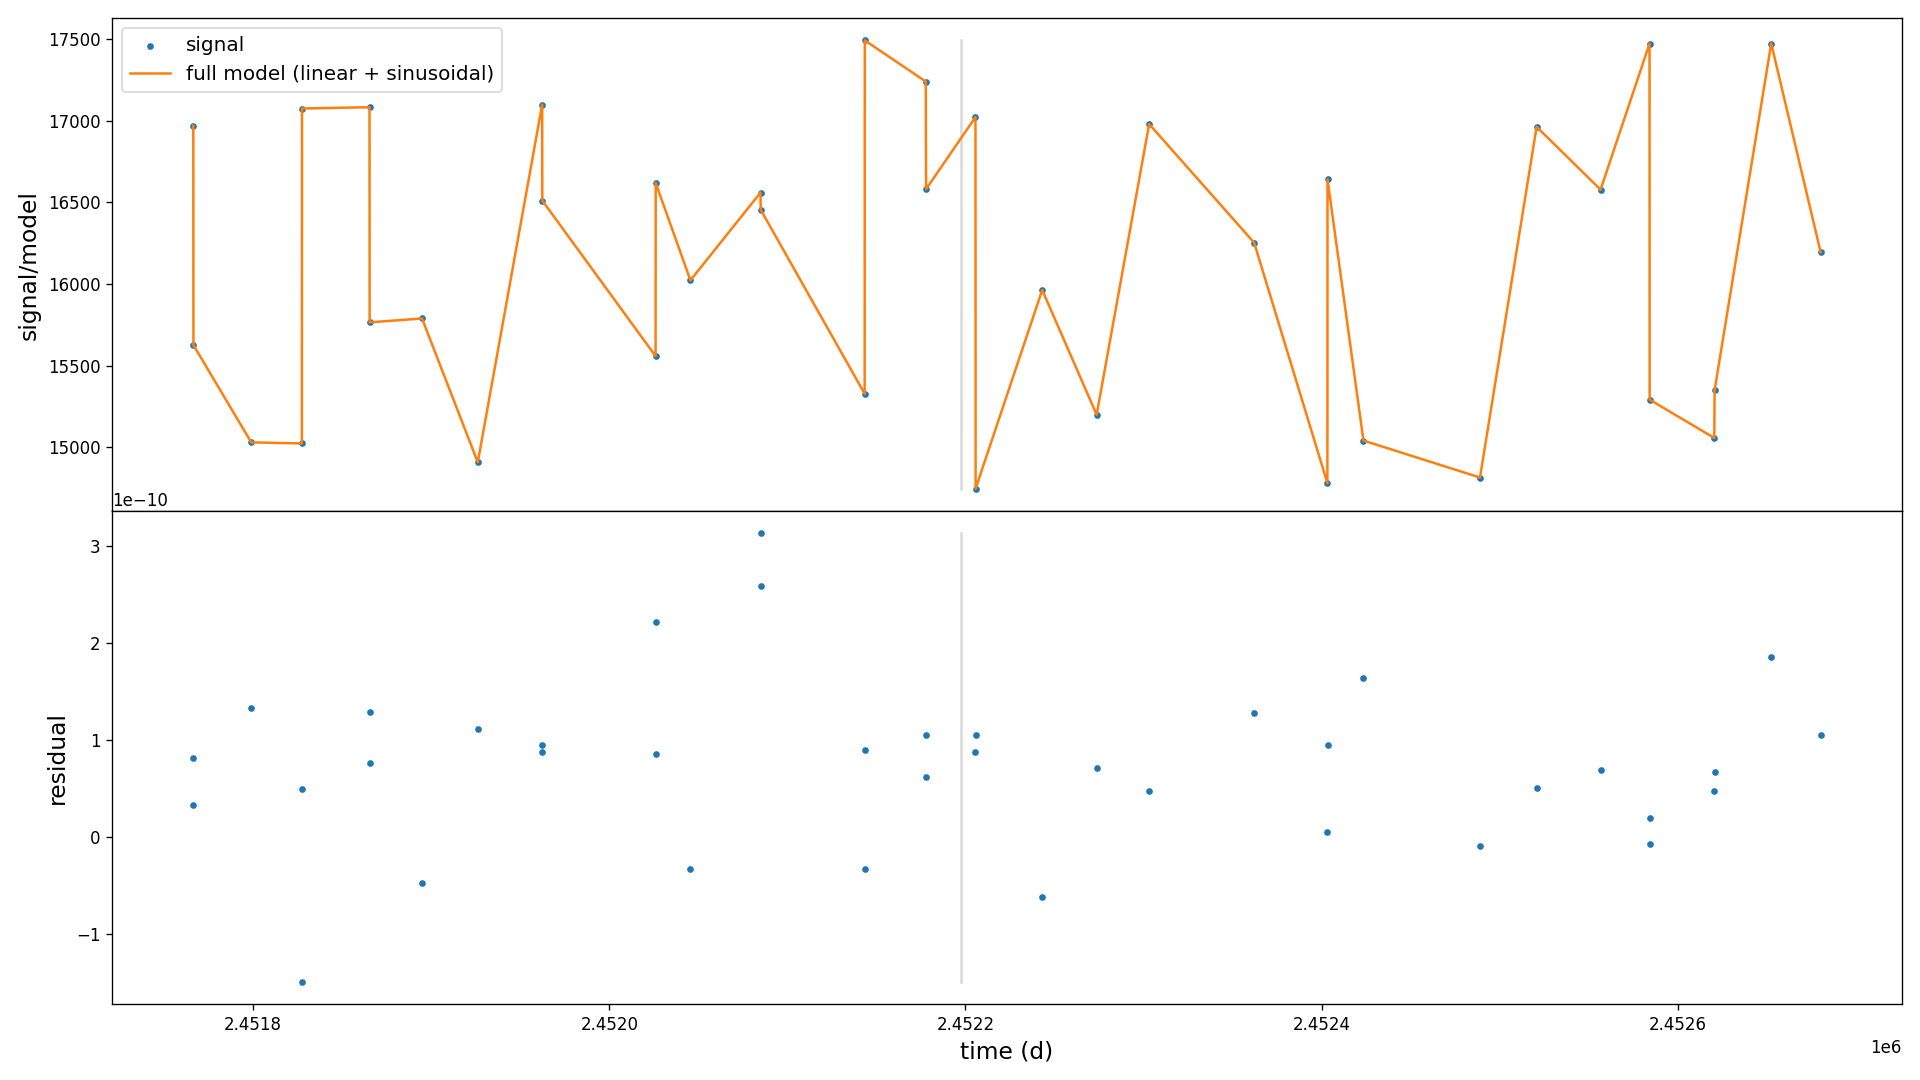 signal
full model (linear + sinusoidal)
17500
17000
16500
16000
15500
15000
signal/model
1e−10
3
2
1
0
−1
residual
2.4518
2.4520
2.4522
2.4524
2.4526
time (d)
1e6